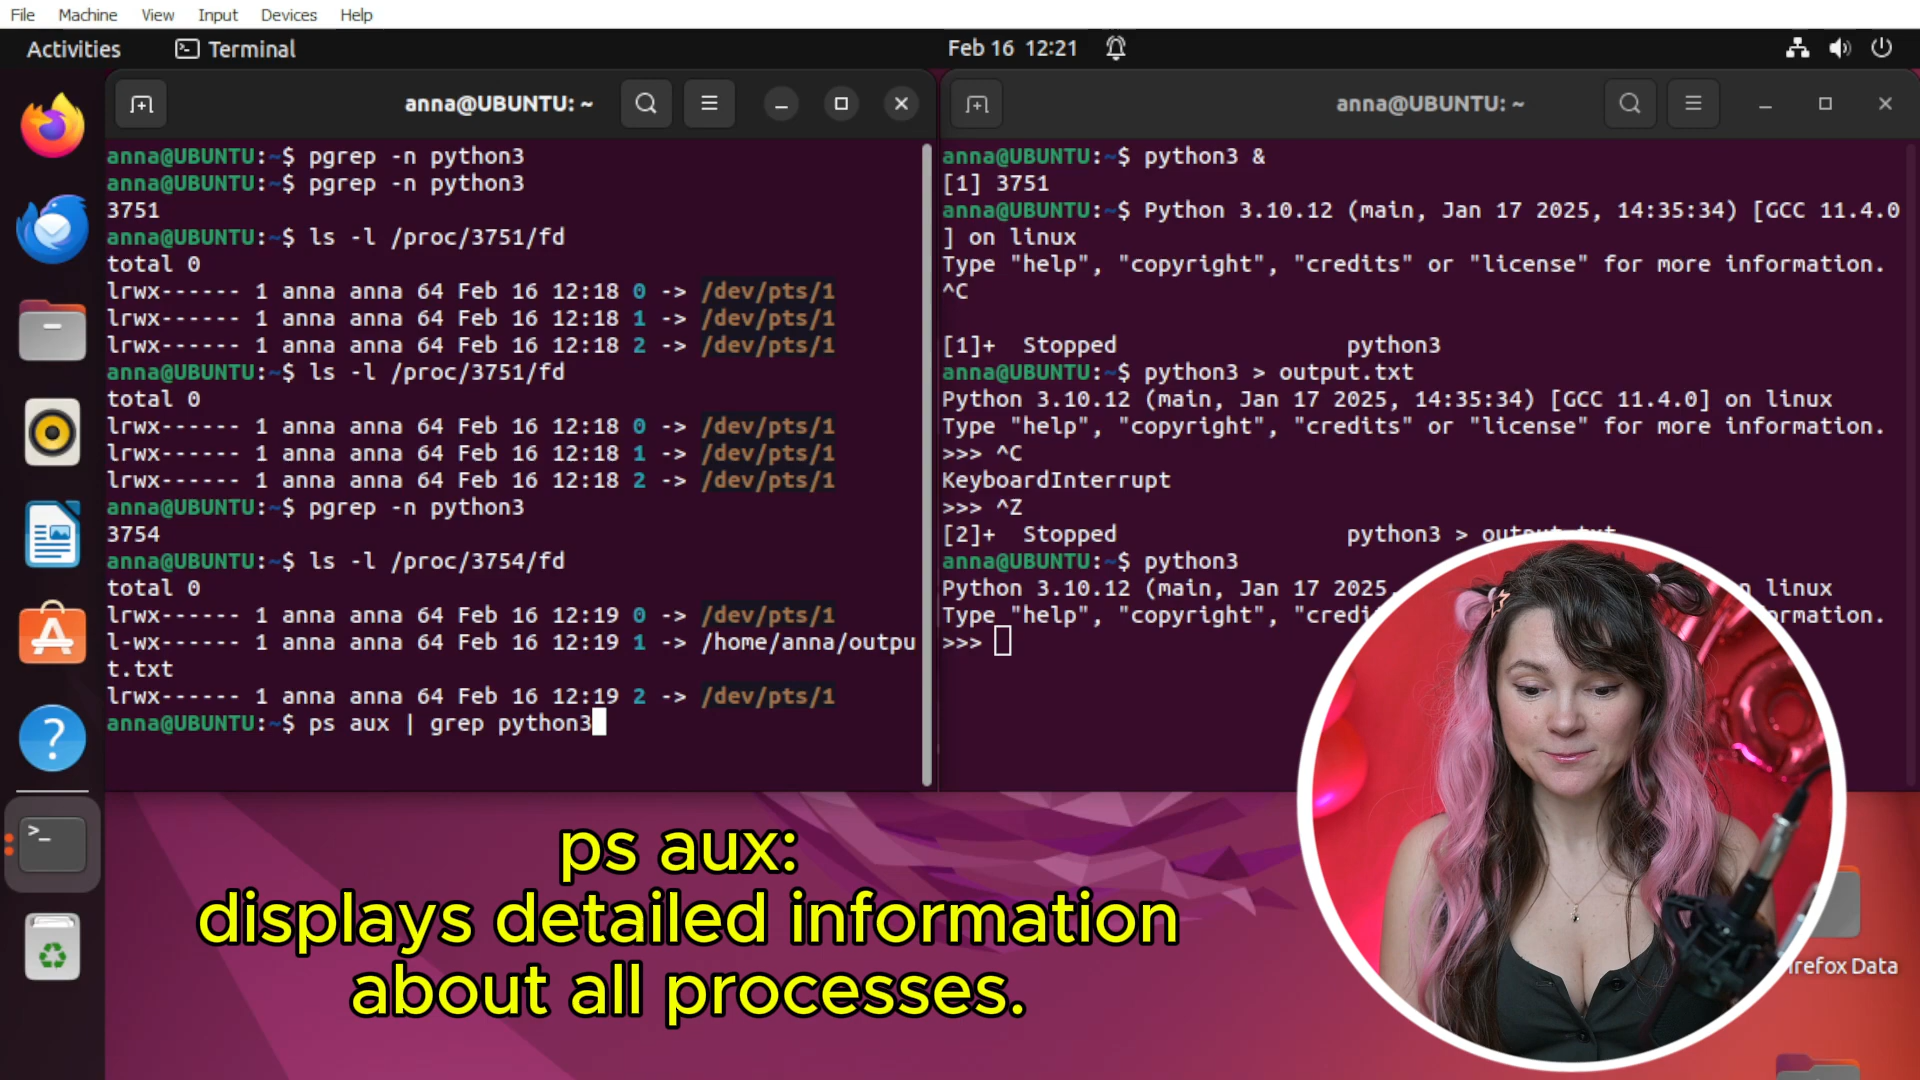 File Machine View Input Devices Help
Activities Terminal Feb 16 12:21
anna@UBUNTU: ~
anna@UBUNTU:~$ pgrep -n python3
anna@UBUNTU:~$ pgrep -n python3
3751
anna@UBUNTU:~$ ls -l /proc/3751/fd
total 0
lrwx------ 1 anna anna 64 Feb 16 12:18 0 -> /dev/pts/1
lrwx------ 1 anna anna 64 Feb 16 12:18 1 -> /dev/pts/1
lrwx------ 1 anna anna 64 Feb 16 12:18 2 -> /dev/pts/1
anna@UBUNTU:~$ ls -l /proc/3751/fd
total 0
lrwx------ 1 anna anna 64 Feb 16 12:18 0 -> /dev/pts/1
lrwx------ 1 anna anna 64 Feb 16 12:18 1 -> /dev/pts/1
lrwx------ 1 anna anna 64 Feb 16 12:18 2 -> /dev/pts/1
anna@UBUNTU:~$ pgrep -n python3
3754
anna@UBUNTU:~$ ls -l /proc/3754/fd
total 0
lrwx------ 1 anna anna 64 Feb 16 12:19 0 -> /dev/pts/1
l-wx------ 1 anna anna 64 Feb 16 12:19 1 -> /home/anna/outpu
t.txt
lrwx------ 1 anna anna 64 Feb 16 12:19 2 -> /dev/pts/1
anna@UBUNTU:~$ ps aux | grep python3
anna@UBUNTU: ~
anna@UBUNTU:~$ python3 &
[1] 3751
anna@UBUNTU:~$ Python 3.10.12 (main, Jan 17 2025, 14:35:34) [GCC 11.4.0
] on linux
Type "help", "copyright", "credits" or "license" for more information.
^C
[1]+  Stopped                 python3
anna@UBUNTU:~$ python3 > output.txt
Python 3.10.12 (main, Jan 17 2025, 14:35:34) [GCC 11.4.0] on linux
Type "help", "copyright", "credits" or "license" for more information.
>>> ^C
KeyboardInterrupt
>>> ^Z
[2]+  Stopped                 python3 > output.txt
anna@UBUNTU:~$ python3
Python 3.10.12 (main, Jan 17 2025, n linux
Type "help", "copyright", "credi formation.
>>>
ps aux:
displays detailed information
about all processes.
irefox Data